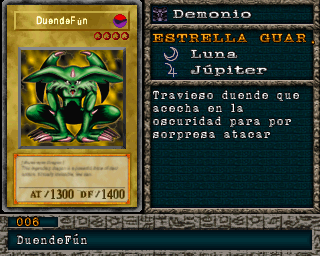 DuendeFún
AT/1300 DF/1400
Demonio
ESTRELLA GUAR.
Luna
Júpiter
Travieso duende que
acecha en la
oscuridad para por
sorpresa atacar
006
DuendeFún